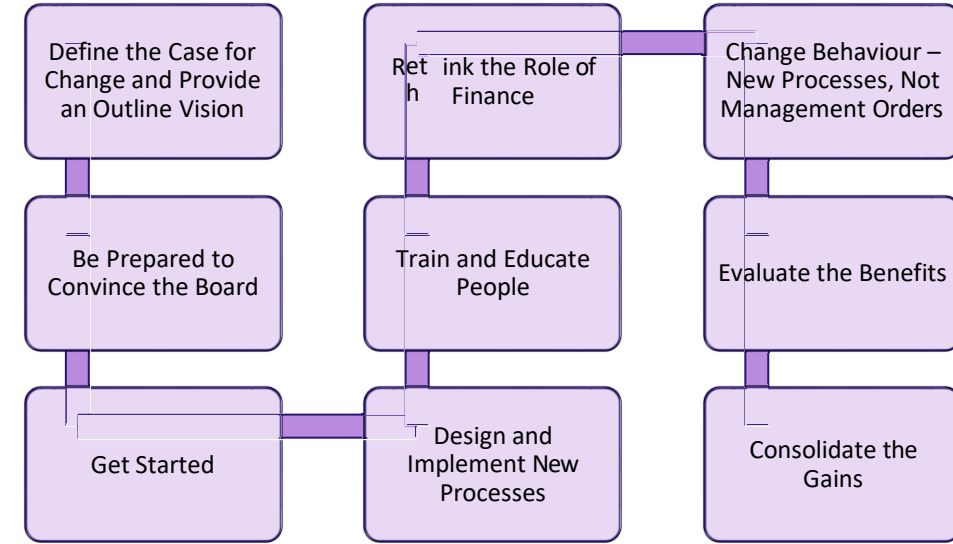 Define the Case for
Change and Provide
an Outline Vision
Be Prepared to
Convince the Board
Get Started
Design and
Implement New
Processes
Train and Educate
People
Ret ink the Role of
h
Finance
Change Behaviour –
New Processes, Not
Management Orders
Evaluate the Benefits
Consolidate the
Gains